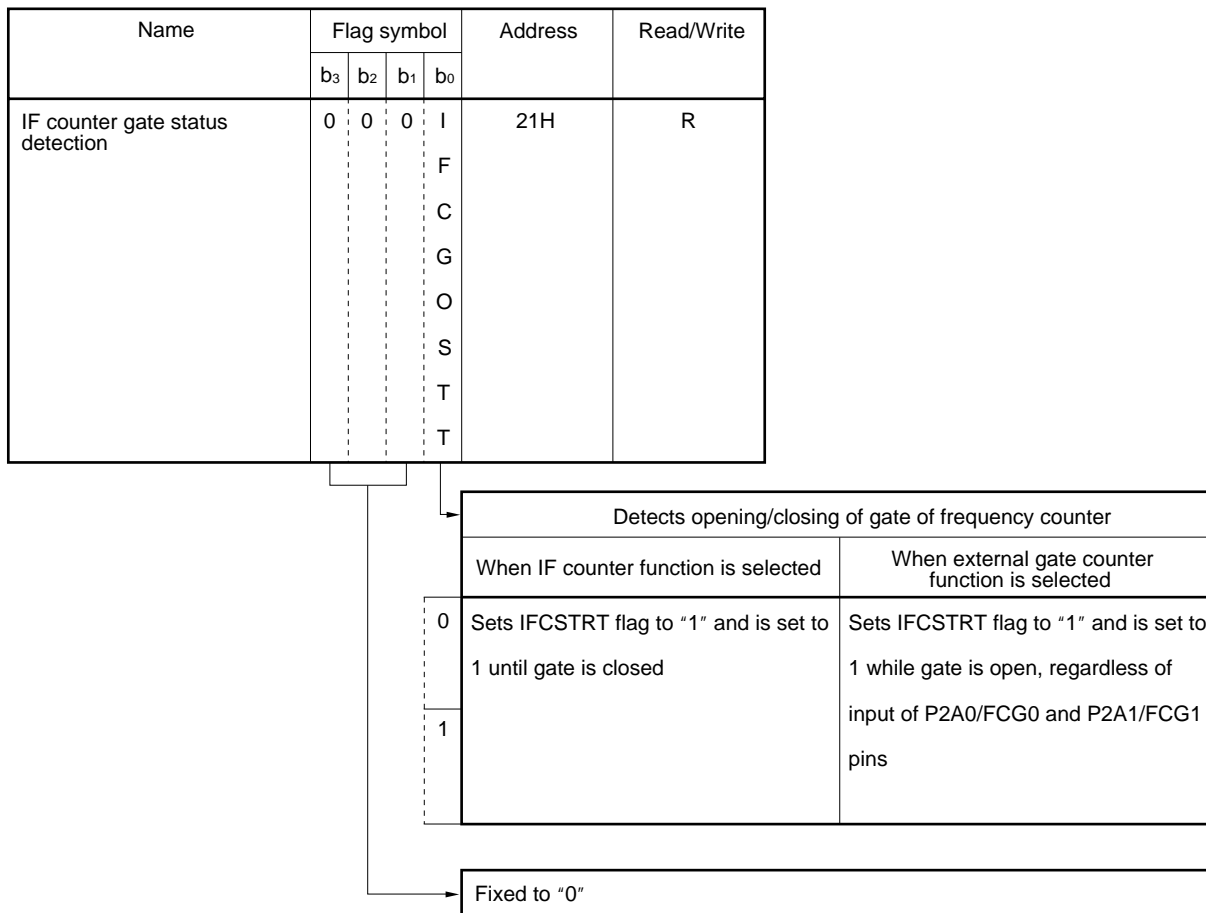 Name Flag symbol Address Read/Write
b3 b2 b1 b0
IF counter gate status 0 0 0 I 21H R
detection
F
C
G
O
S
T
T
Detects opening/closing of gate of frequency counter
When IF counter function is selected
When external gate counter
function is selected
0
1
Sets IFCSTRT flag to "1" and is set to
1 until gate is closed
Sets IFCSTRT flag to "1" and is set to
1 while gate is open, regardless of
input of P2A0/FCG0 and P2A1/FCG1
pins
Fixed to "0"